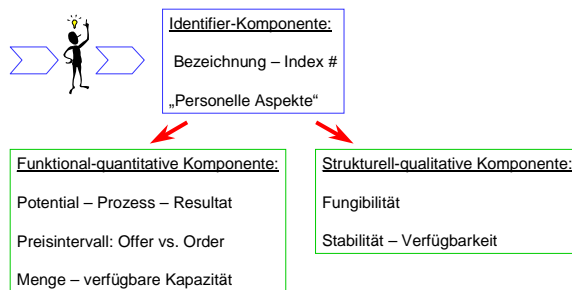 Identifier-Komponente:
Bezeichnung – Index #
„Personelle Aspekte“
Funktional-quantitative Komponente:
Potential – Prozess – Resultat
Preisintervall: Offer vs. Order
Menge – verfügbare Kapazität
Strukturell-qualitative Komponente:
Fungibilität
Stabilität – Verfügbarkeit